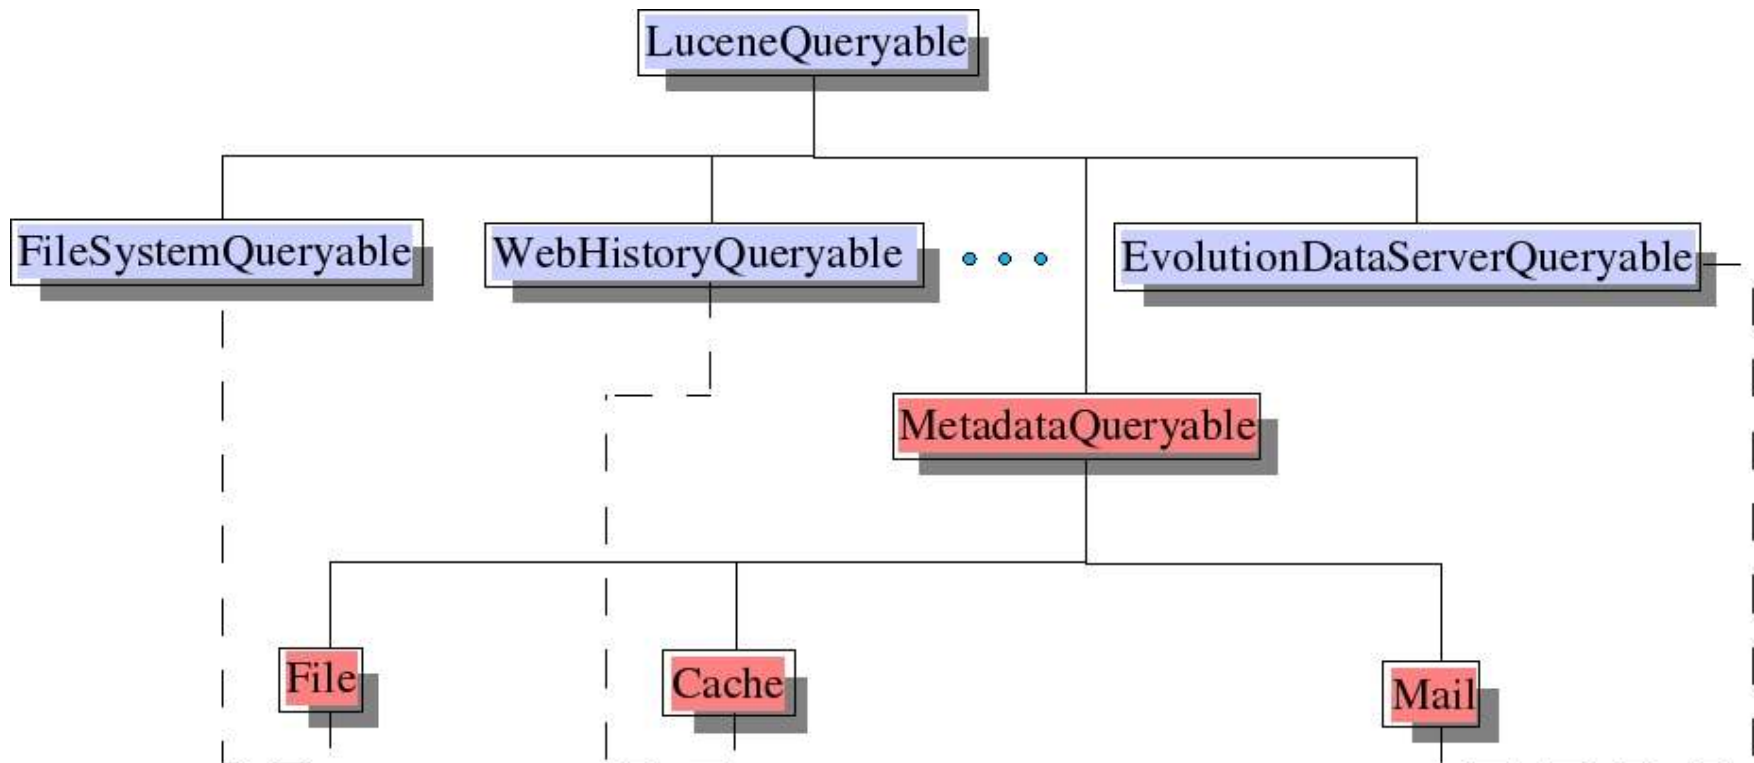 LuceneQueryable
FileSystemQueryable
WebHistoryQueryable
EvolutionDataServerQueryable
MetadataQueryable
File
Cache
Mail